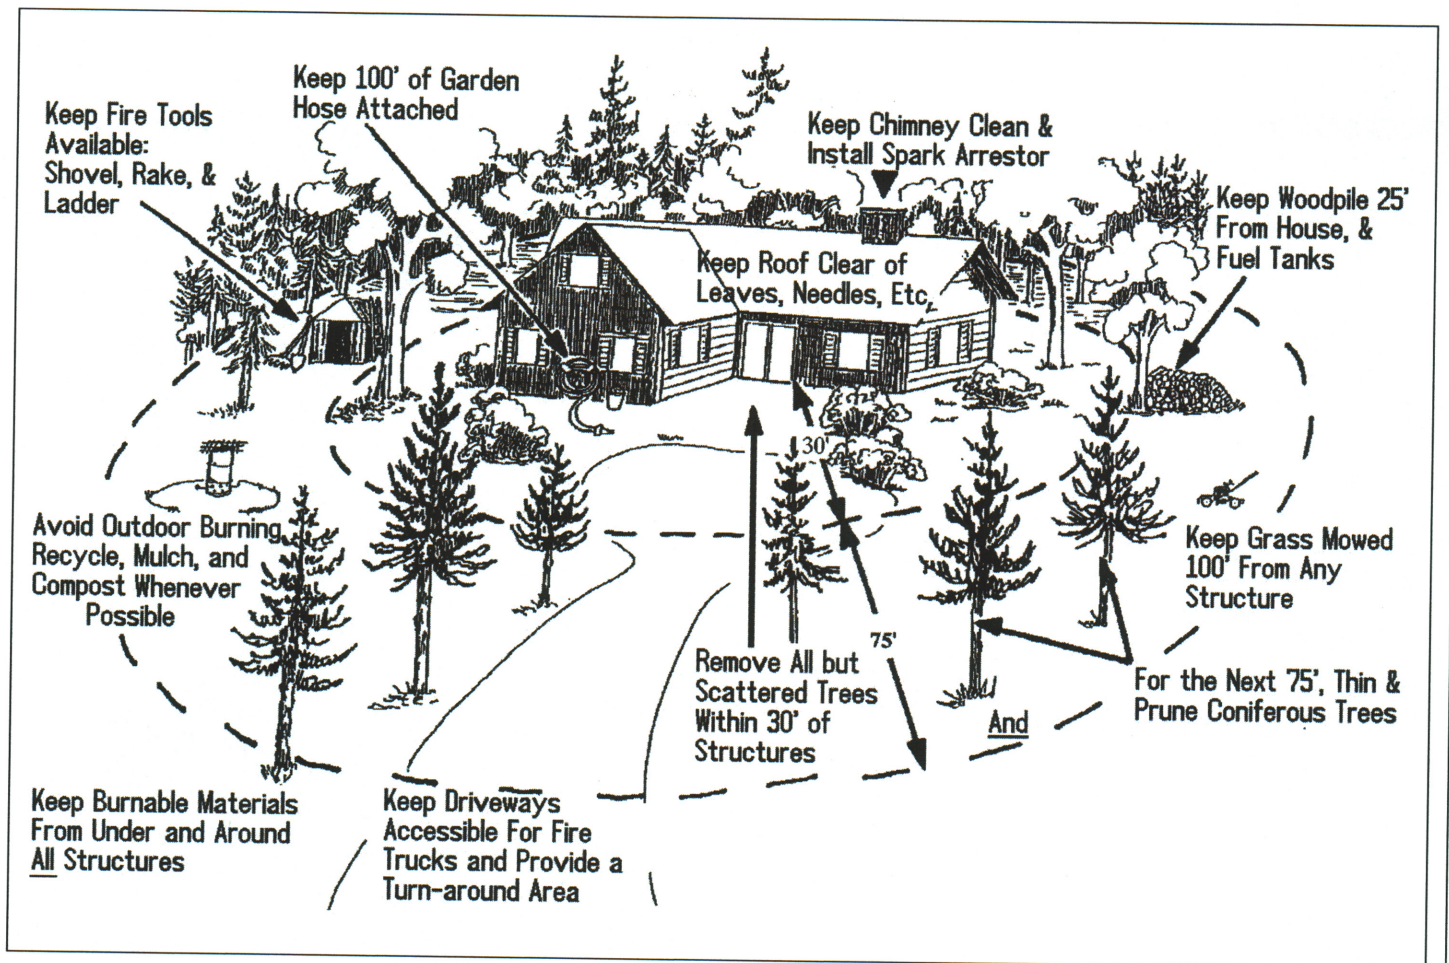 Keep 100' of Garden
Hose Attached
Keep Fire Tools
Available:
Shovel, Rake, &
Ladder
Keep Chimney Clean &
Install Spark Arrestor
Keep Woodpile 25'
From House, &
Fuel Tanks
Keep Roof Clear of
Leaves, Needles, Etc.
30'
Avoid Outdoor Burning,
Recycle, Mulch, and
Compost Whenever
Possible
Keep Grass Mowed
100' From Any
Structure
75'
Remove All but
Scattered Trees
Within 30' of
Structures
And
For the Next 75', Thin &
Prune Coniferous Trees
Keep Burnable Materials
From Under and Around
All Structures
Keep Driveways
Accessible For Fire
Trucks and Provide a
Turn-around Area